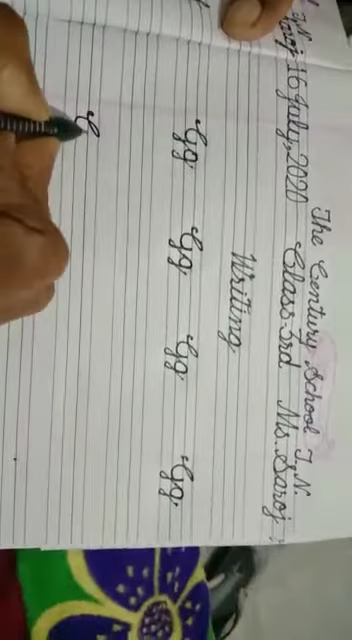 The Century School T.N.
16 July, 2020 Class 3rd Ms. Saroj
Writing
Gg Gg Gg Gg
G